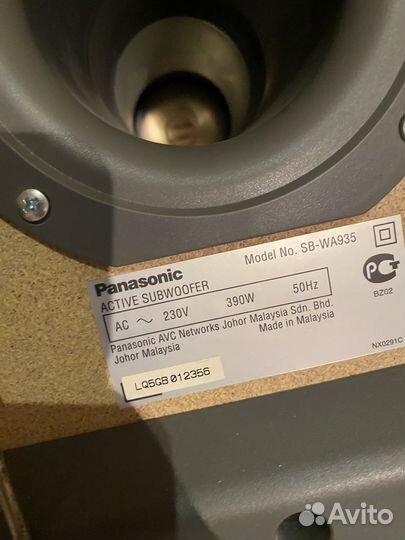 Panasonic
Model No. SB-WA935
ACTIVE SUBWOOFER
AC ～ 230V 390W 50Hz
Panasonic AVC Networks Johor Malaysia Sdn. Bhd.
Johor Malaysia Made in Malaysia
LQ5GB012356
BZ02
NX0291C
Avito